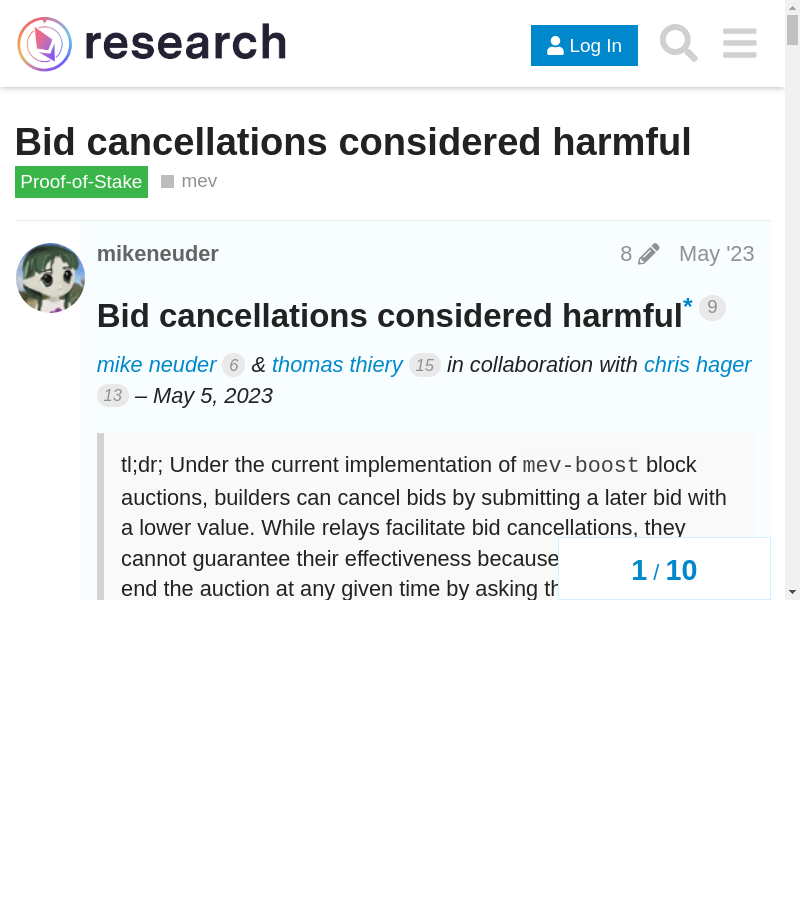 research
Log In
Bid cancellations considered harmful
Proof-of-Stake mev
mikeneuder 8 May '23
Bid cancellations considered harmful* 9
mike neuder 6 & thomas thiery 15 in collaboration with chris hager
13 – May 5, 2023
tl;dr; Under the current implementation of mev-boost block
auctions, builders can cancel bids by submitting a later bid with
a lower value. While relays facilitate bid cancellations, they
cannot guarantee their effectiveness because
end the auction at any given time by asking
1 / 10